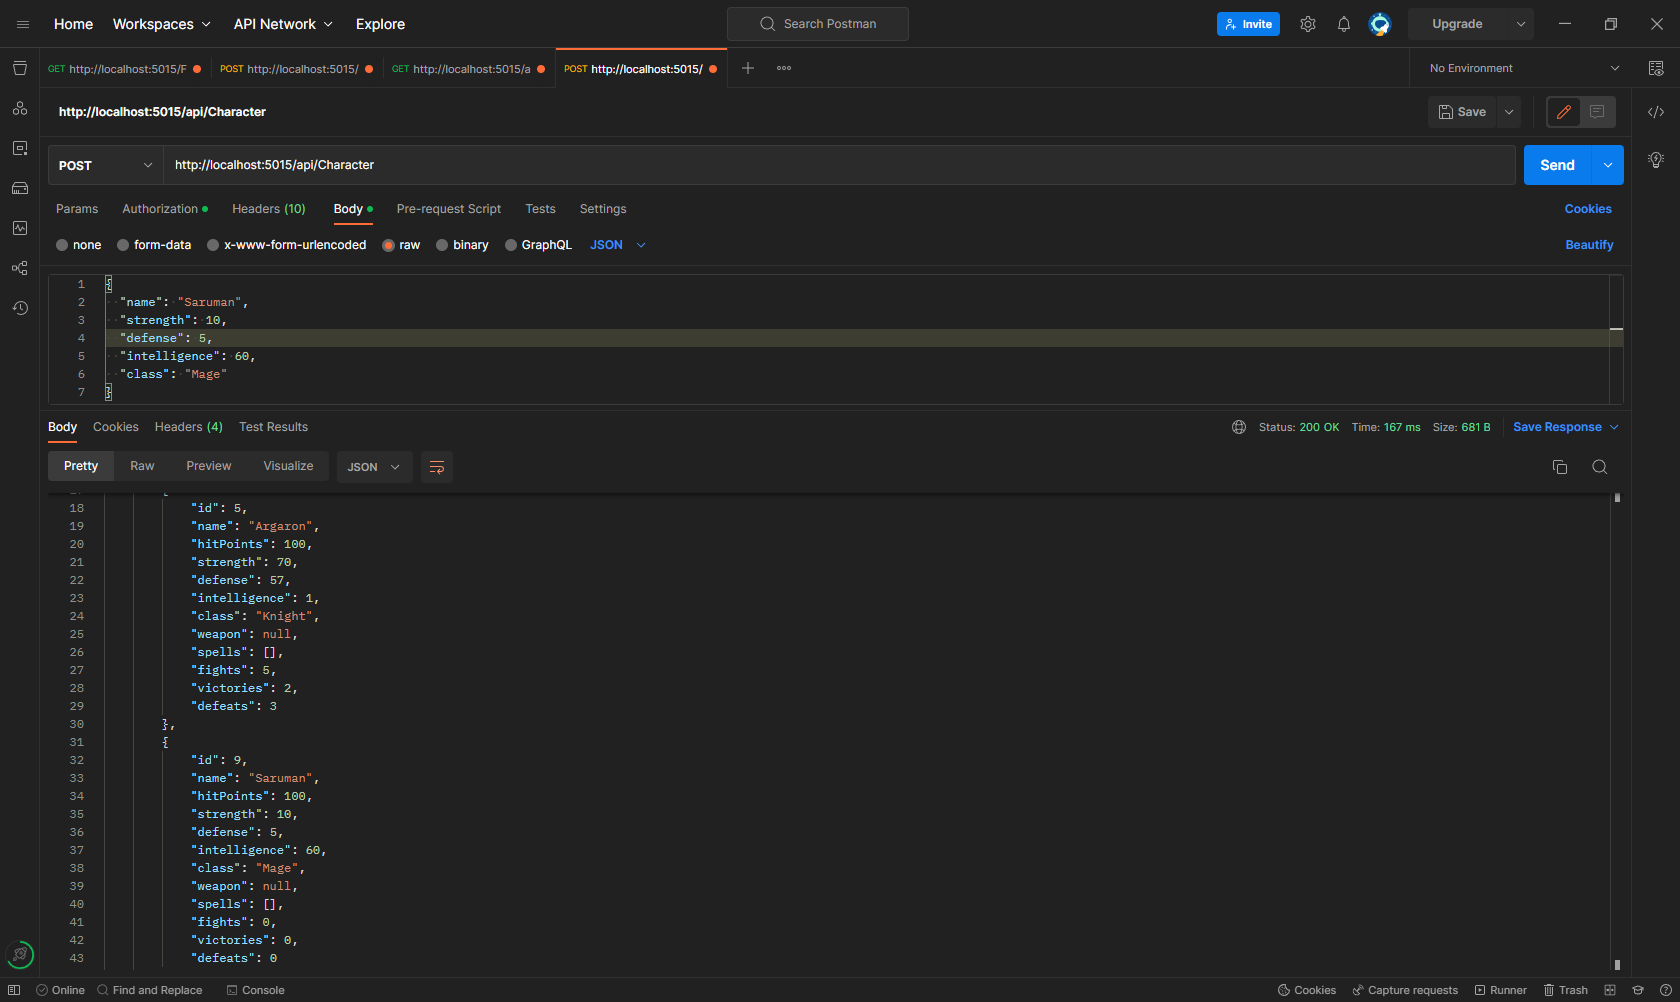 Home Workspaces API Network Explore Search Postman Invite Upgrade
GET http://localhost:5015/F POST http://localhost:5015/ GET http://localhost:5015/a POST http://localhost:5015/ No Environment
http://localhost:5015/api/Character Save
POST http://localhost:5015/api/Character Send
Params Authorization Headers (10) Body Pre-request Script Tests Settings Cookies
none form-data x-www-form-urlencoded raw binary GraphQL JSON Beautify
1 {
2 "name": "Saruman",
3 "strength": 10,
4 "defense": 5,
5 "intelligence": 60,
6 "class": "Mage"
7 }
Body Cookies Headers (4) Test Results Status: 200 OK Time: 167 ms Size: 681 B Save Response
Pretty Raw Preview Visualize JSON
18 "id": 5,
19 "name": "Argaron",
20 "hitPoints": 100,
21 "strength": 70,
22 "defense": 57,
23 "intelligence": 1,
24 "class": "Knight",
25 "weapon": null,
26 "spells": [],
27 "fights": 5,
28 "victories": 2,
29 "defeats": 3
30 },
31 {
32 "id": 9,
33 "name": "Saruman",
34 "hitPoints": 100,
35 "strength": 10,
36 "defense": 5,
37 "intelligence": 60,
38 "class": "Mage",
39 "weapon": null,
40 "spells": [],
41 "fights": 0,
42 "victories": 0,
43 "defeats": 0
Online Find and Replace Console Cookies Capture requests Runner Trash